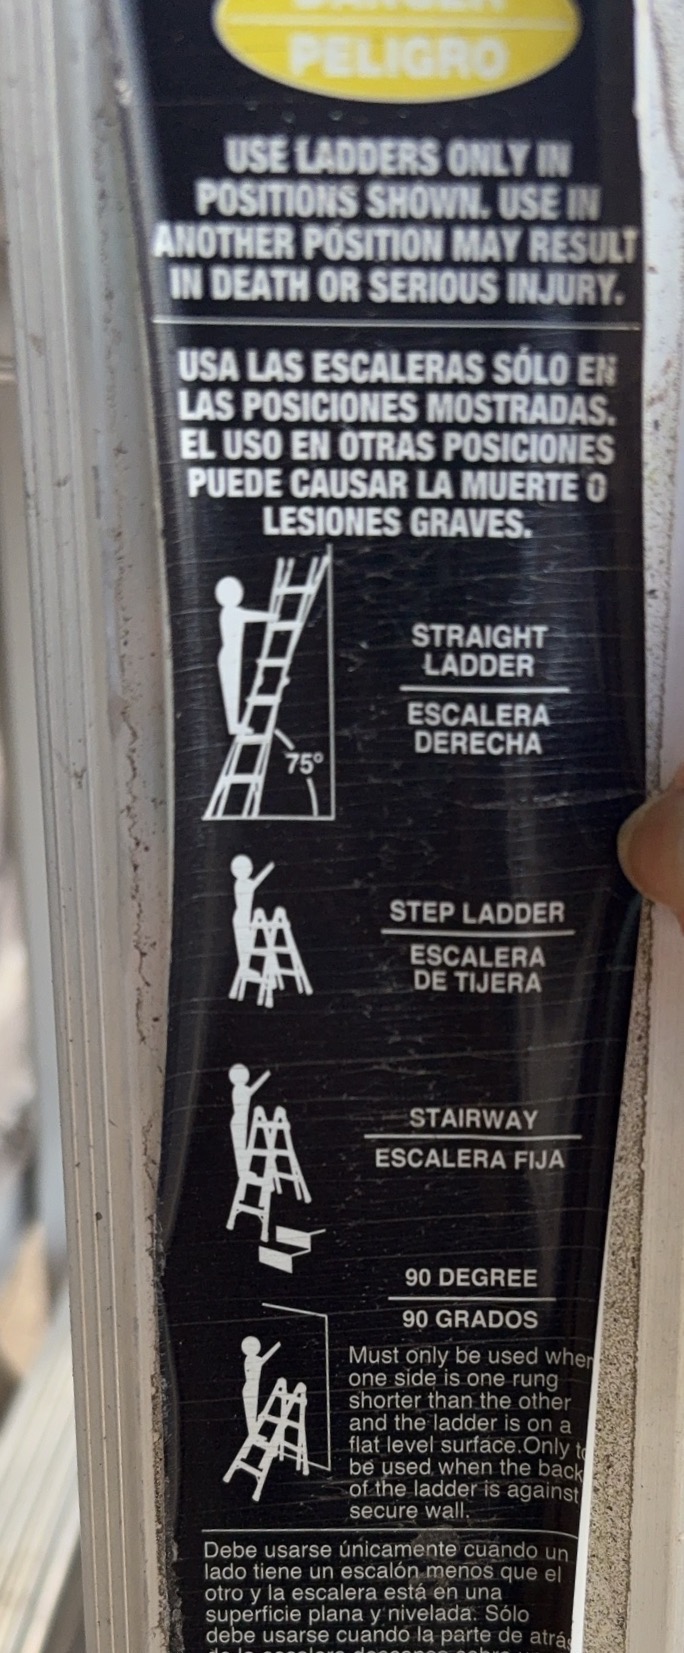 DANGER
PELIGRO
USE LADDERS ONLY IN
POSITIONS SHOWN. USE IN
ANOTHER POSITION MAY RESULT
IN DEATH OR SERIOUS INJURY.
USA LAS ESCALERAS SÓLO EN
LAS POSICIONES MOSTRADAS.
EL USO EN OTRAS POSICIONES
PUEDE CAUSAR LA MUERTE O
LESIONES GRAVES.
STRAIGHT
LADDER
ESCALERA
DERECHA
75°
STEP LADDER
ESCALERA
DE TIJERA
STAIRWAY
ESCALERA FIJA
90 DEGREE
90 GRADOS
Must only be used when
one side is one rung
shorter than the other
and the ladder is on a
flat level surface.Only to
be used when the back
of the ladder is against
secure wall.
Debe usarse únicamente cuando un
lado tiene un escalón menos que el
otro y la escalera está en una
superficie plana y nivelada. Sólo
debe usarse cuando la parte de atrás